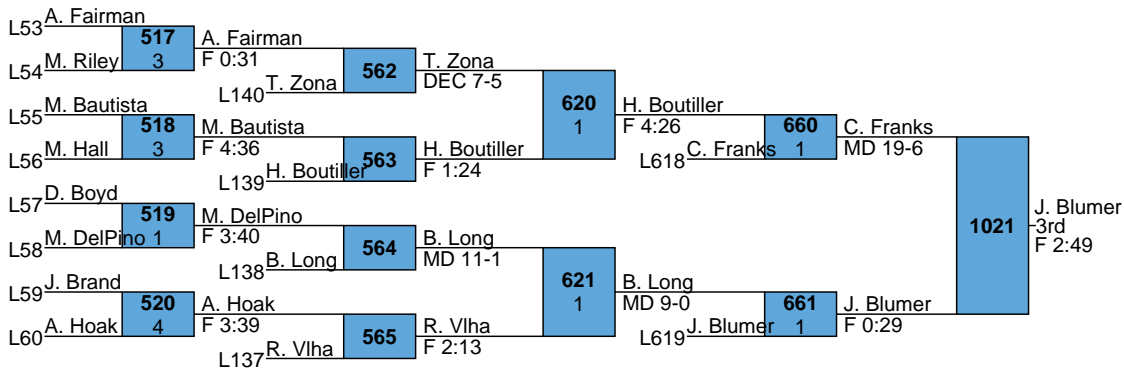 L53 A. Fairman
517
3
L54 M. Riley
A. Fairman
F 0:31
562
L140 T. Zona
T. Zona
DEC 7-5
L55 M. Bautista
518
3
L56 M. Hall
M. Bautista
F 4:36
563
L139 H. Boutiller
H. Boutiller
F 1:24
620
1
H. Boutiller
F 4:26
660
1
L618 C. Franks
C. Franks
MD 19-6
L57 D. Boyd
519
1
L58 M. DelPino
M. DelPino
F 3:40
564
L138 B. Long
B. Long
MD 11-1
L59 J. Brand
520
4
L60 A. Hoak
A. Hoak
F 3:39
565
L137 R. Vlha
R. Vlha
F 2:13
621
1
B. Long
MD 9-0
661
1
L619 J. Blumer
J. Blumer
F 0:29
1021
J. Blumer
3rd
F 2:49